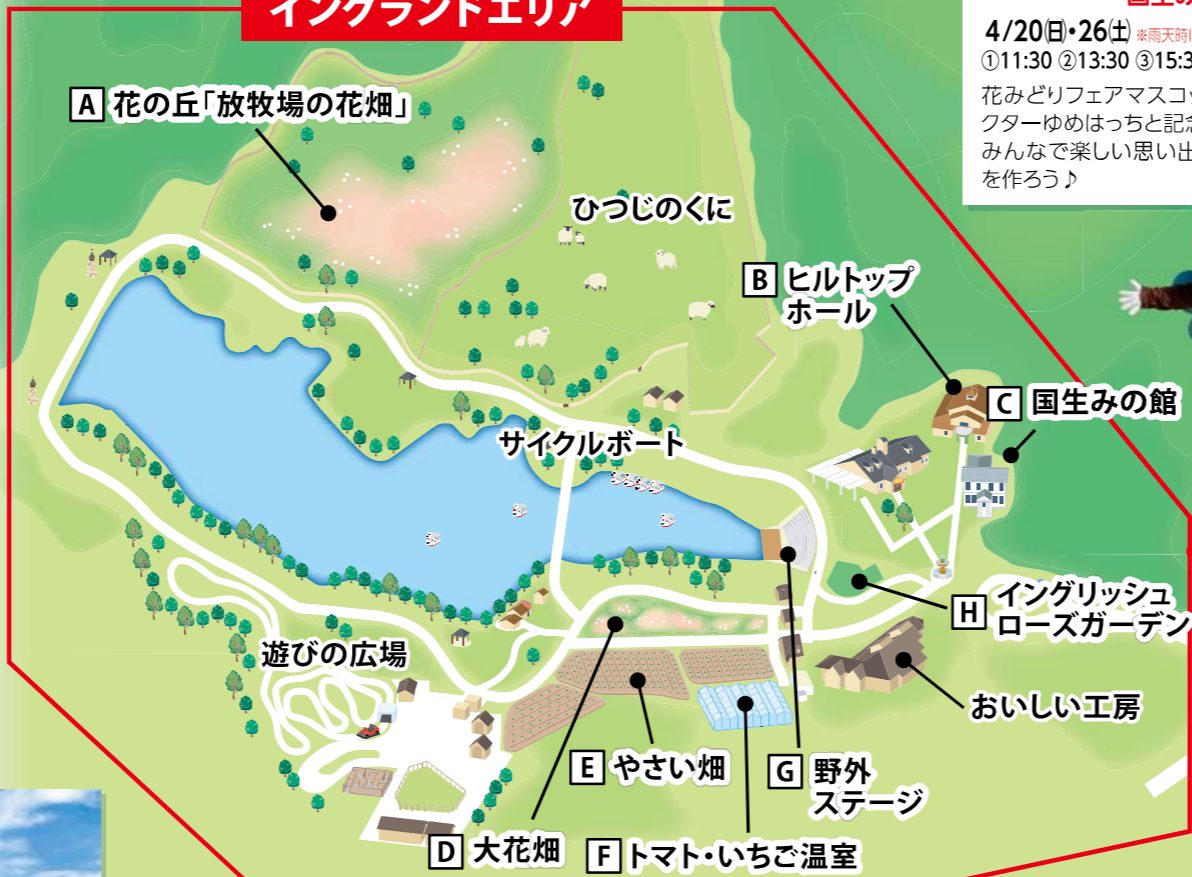 イングランドエリア
4/20(日)・26(土) ※雨天時
①11:30 ②13:30 ③15:3
花みどりフェアマスコッ
クターゆめはっちと記念
みんなで楽しい思い出
を作ろう♪
A 花の丘「放牧場の花畑」
ひつじのくに
B ヒルトップ
ホール
C 国生みの館
サイクルボート
H イングリッシュ
ローズガーデン
遊びの広場
おいしい工房
E やさい畑
G 野外
ステージ
D 大花畑
F トマト・いちご温室